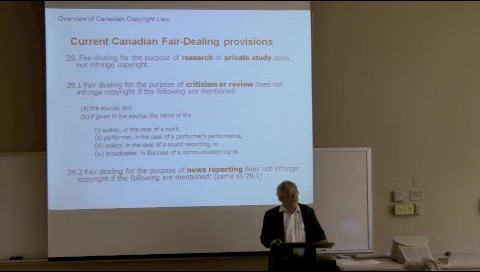 Overview of Canadian Copyright Law
Current Canadian Fair-Dealing provisions
29. Fair dealing for the purpose of research or private study does
not infringe copyright.
29.1 Fair dealing for the purpose of criticism or review does not
infringe copyright if the following are mentioned:
(a) the source; and
(b) if given in the source, the name of the
(i) author, in the case of a work,
(ii) performer, in the case of a performer's performance,
(iii) maker, in the case of a sound recording, or
(iv) broadcaster, in the case of a communication signal.
29.2 Fair dealing for the purpose of news reporting does not infringe
copyright if the following are mentioned: (same as 29.1)